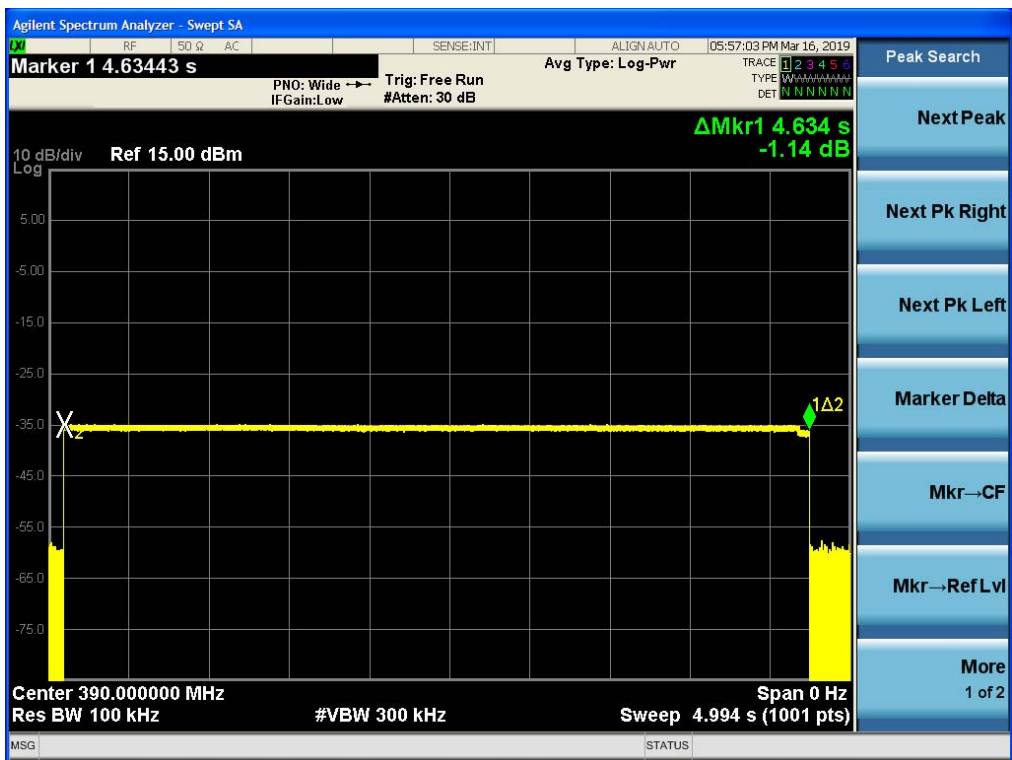 Agilent Spectrum Analyzer - Swept SA
LXI RF 50 Ω AC SENSE:INT ALIGN AUTO 05:57:03 PM Mar 16, 2019
Marker 1 4.63443 s
PNO: Wide
IFGain:Low
Trig: Free Run
#Atten: 30 dB
Avg Type: Log-Pwr
TRACE 1 2 3 4 5 6
TYPE
DET N N N N N N
Peak Search
Next Peak
Next Pk Right
Next Pk Left
Marker Delta
Mkr→CF
Mkr→Ref Lvl
More
1 of 2
ΔMkr1 4.634 s
-1.14 dB
10 dB/div Ref 15.00 dBm
Log
5.00
-5.00
-15.0
-25.0
-35.0
-45.0
-55.0
-65.0
-75.0
X2
1Δ2
Center 390.000000 MHz Span 0 Hz
Res BW 100 kHz #VBW 300 kHz Sweep 4.994 s (1001 pts)
MSG STATUS